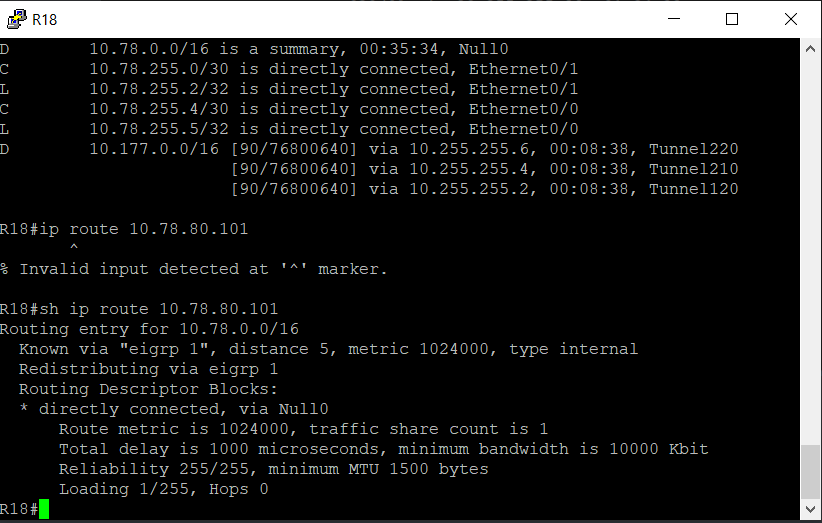 R18
D        10.78.0.0/16 is a summary, 00:35:34, Null0
C        10.78.255.0/30 is directly connected, Ethernet0/1
L        10.78.255.2/32 is directly connected, Ethernet0/1
C        10.78.255.4/30 is directly connected, Ethernet0/0
L        10.78.255.5/32 is directly connected, Ethernet0/0
D        10.177.0.0/16 [90/76800640] via 10.255.255.6, 00:08:38, Tunnel220
                       [90/76800640] via 10.255.255.4, 00:08:38, Tunnel210
                       [90/76800640] via 10.255.255.2, 00:08:38, Tunnel120
R18#ip route 10.78.80.101
       ^
% Invalid input detected at '^' marker.
R18#sh ip route 10.78.80.101
Routing entry for 10.78.0.0/16
  Known via "eigrp 1", distance 5, metric 1024000, type internal
  Redistributing via eigrp 1
  Routing Descriptor Blocks:
  * directly connected, via Null0
      Route metric is 1024000, traffic share count is 1
      Total delay is 1000 microseconds, minimum bandwidth is 10000 Kbit
      Reliability 255/255, minimum MTU 1500 bytes
      Loading 1/255, Hops 0
R18#